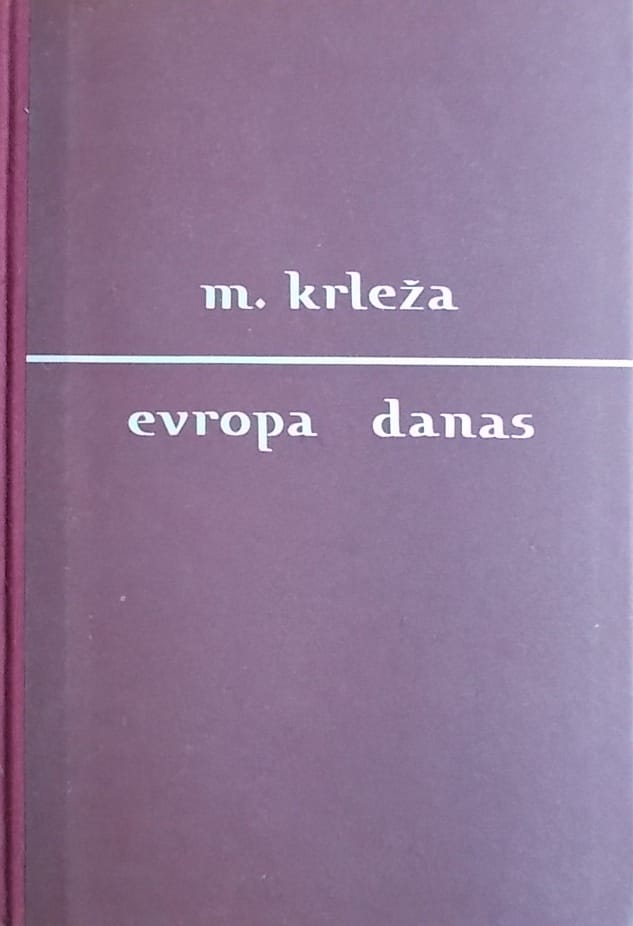 m. krleža
evropa danas